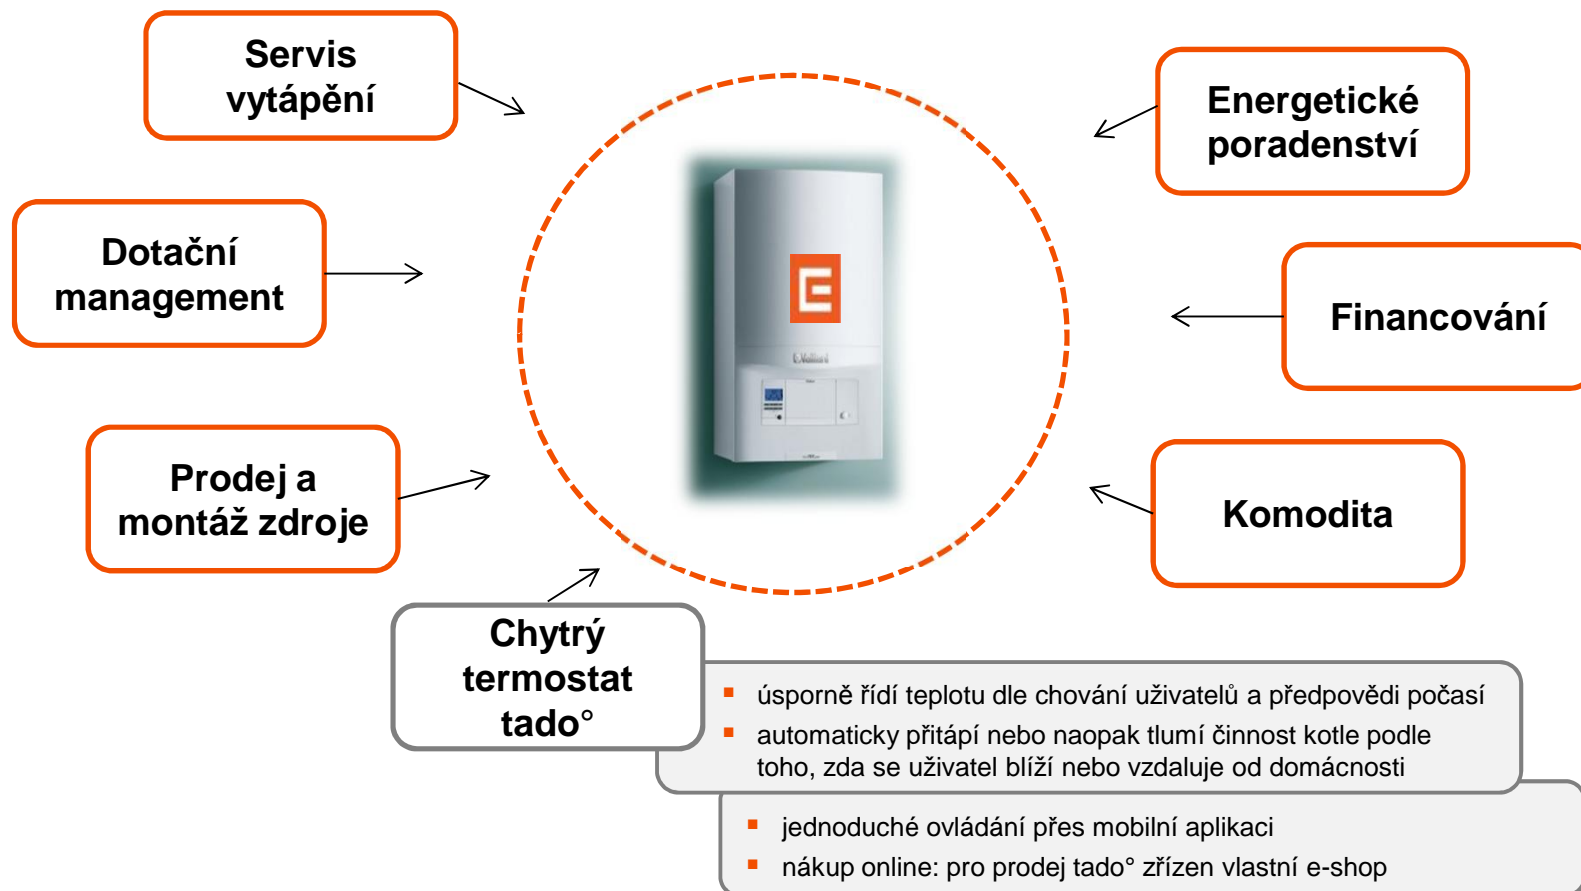 Servis
vytápění
Energetické
poradenství
Dotační
management
Financování
Prodej a
montáž zdroje
Komodita
Vaillant
Chytrý
termostat
tado°
úsporně řídí teplotu dle chování uživatelů a předpovědi počasí
automaticky přitápí nebo naopak tlumí činnost kotle podle
toho, zda se uživatel blíží nebo vzdaluje od domácnosti
jednoduché ovládání přes mobilní aplikaci
nákup online: pro prodej tado° zřízen vlastní e-shop